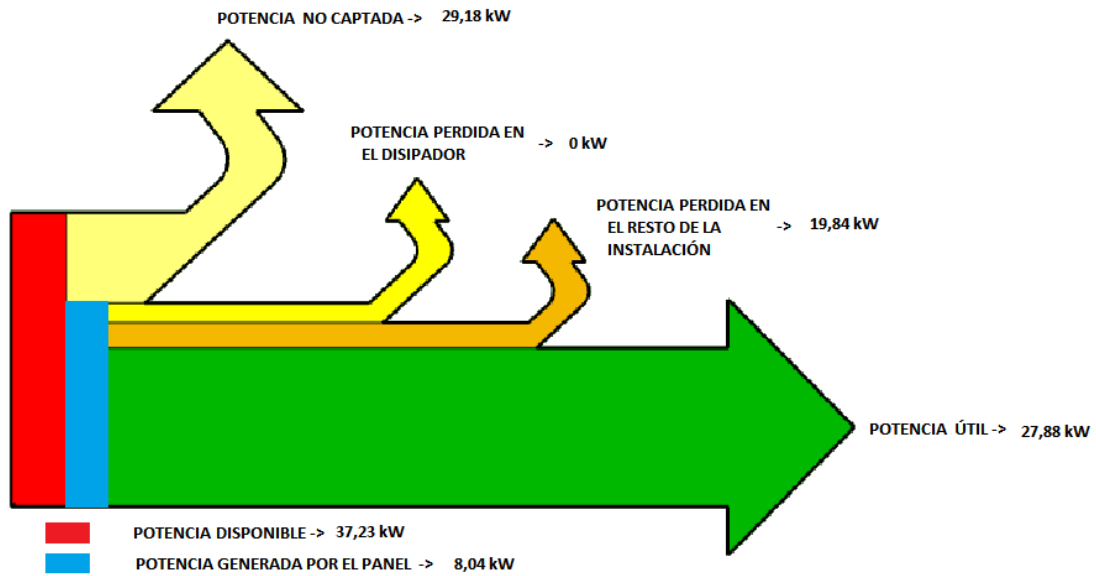 POTENCIA NO CAPTADA -> 29,18 kW
POTENCIA PERDIDA EN
EL DISIPADOR -> 0 kW
POTENCIA PERDIDA EN
EL RESTO DE LA -> 19,84 kW
INSTALACIÓN
POTENCIA ÚTIL -> 27,88 kW
POTENCIA DISPONIBLE -> 37,23 kW
POTENCIA GENERADA POR EL PANEL -> 8,04 kW